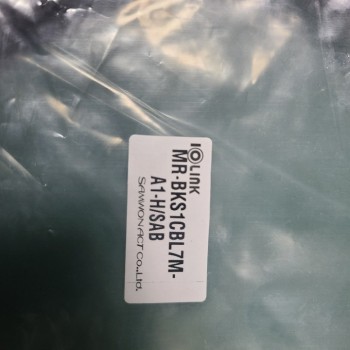 IOLINK
MR-BKS1CBL7M-
A1-H/SAB
SAMWONACT Co.,Ltd.